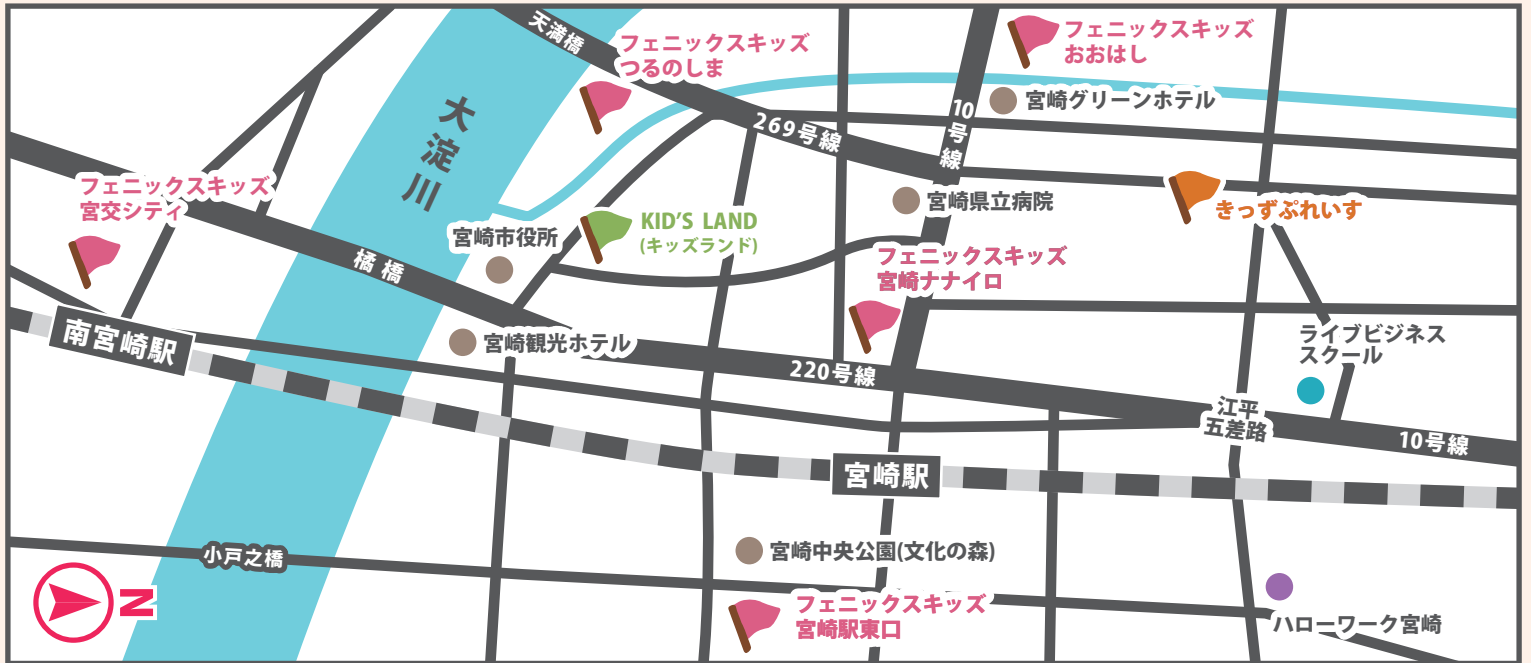 天満橋
フェニックスキッズ
つるのしま
フェニックスキッズ
おおはし
大淀川
宮崎グリーンホテル
10号線
269号線
フェニックスキッズ
宮交シティ
宮崎県立病院
きっずぷれいす
宮崎市役所
KID'S LAND
(キッズランド)
橘橋
フェニックスキッズ
宮崎ナナイロ
南宮崎駅
宮崎観光ホテル
ライブビジネス
スクール
220号線
江平
五差路
10号線
宮崎駅
小戸之橋
宮崎中央公園(文化の森)
N
フェニックスキッズ
宮崎駅東口
ハローワーク宮崎